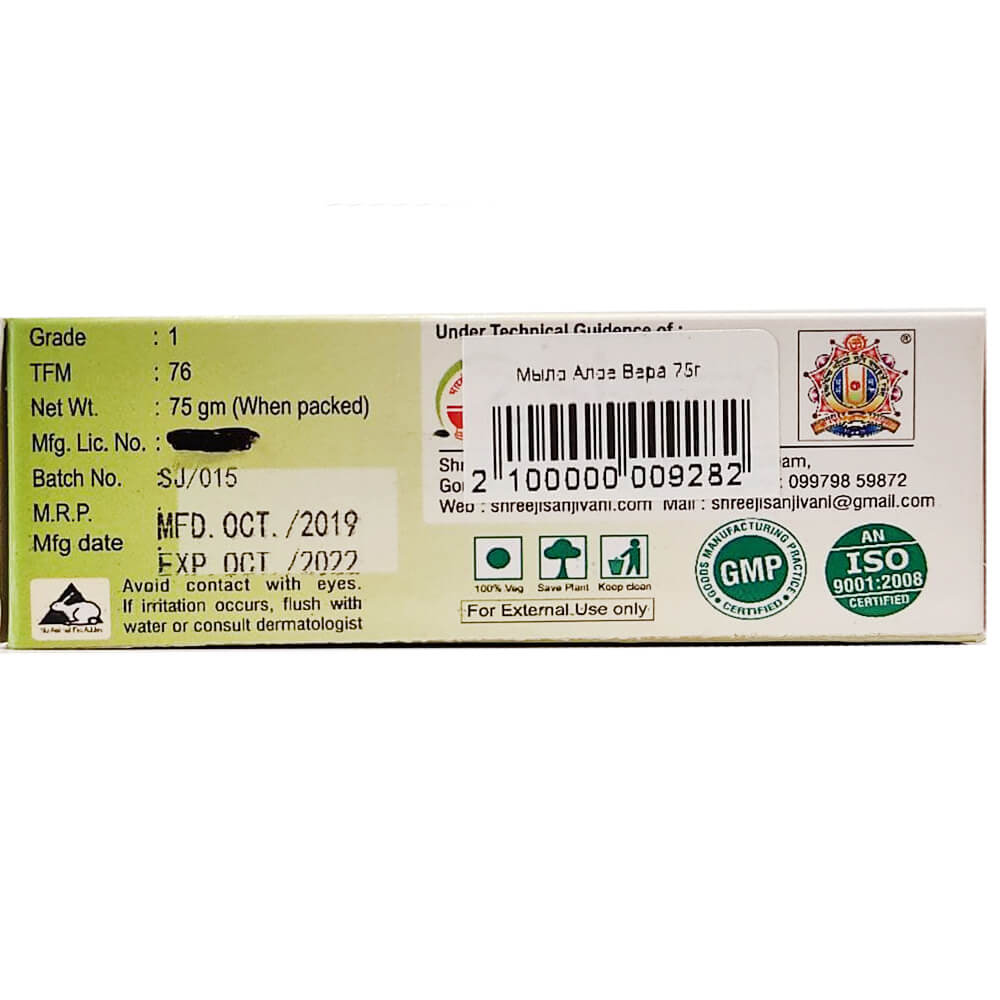 Grade : 1
TFM : 76
Net Wt. : 75 gm (When packed)
Mfg. Lic. No. :
Batch No. SJ/015
M.R.P.
Mfg date MFD. OCT. /2019
EXP. OCT. /2022
Avoid contact with eyes.
If irritation occurs, flush with
water or consult dermatologist
Under Technical Guidence of :
Мыло Алое Вера 75г
2 100000 009282
: 099798 59872
Web : shreejisanjivani.com Mail : shreejisanjivani@gmail.com
®
100% Veg Save Plant Keep clean
For External Use only
GOODS MANUFACTURING PRACTICE
GMP
CERTIFIED
AN
ISO
9001:2008
CERTIFIED